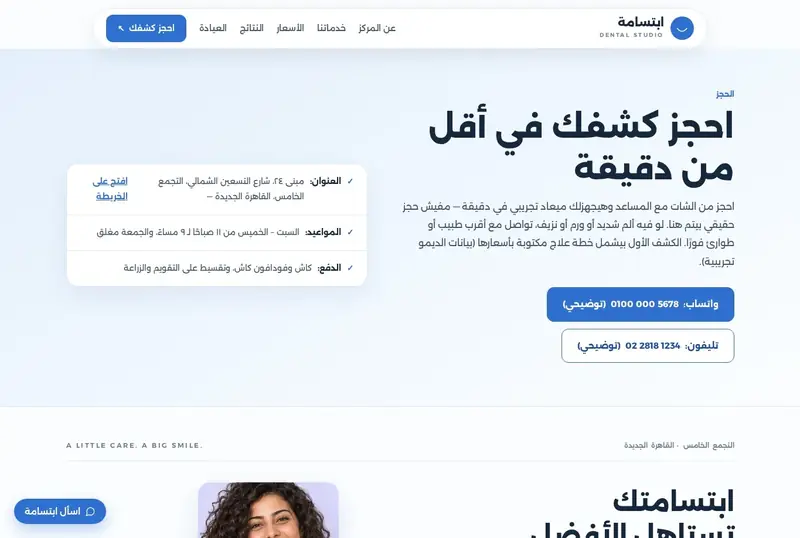 ابتسامة
DENTAL STUDIO
عن المركز
خدماتنا
الأسعار
النتائج
العيادة
احجز كشفك ↖
الحجز
احجز كشفك في أقل
من دقيقة
احجز من الشات مع المساعد وهيجهزلك ميعاد تجريبي في دقيقة — مفيش حجز
حقيقي بيتم هنا. لو فيه ألم شديد أو ورم أو نزيف، تواصل مع أقرب طبيب أو
طوارئ فورًا. الكشف الأول بيشمل خطة علاج مكتوبة بأسعارها (بيانات الديمو
تجريبية).
واتساب: 0100 000 5678 (توضيحي)
تليفون: 02 2818 1234 (توضيحي)
✓ العنوان: مبنى ٢٤، شارع التسعين الشمالي، التجمع
الخامس، القاهرة الجديدة —
افتح على
الخريطة
✓ المواعيد: السبت - الخميس من ١١ صباحًا لـ ٩ مساءً، والجمعة مغلق
✓ الدفع: كاش وفودافون كاش، وتقسيط على التقويم والزراعة
التجمع الخامس · القاهرة الجديدة
A LITTLE CARE. A BIG SMILE.
ابتسامتك
تستاهل الأفضل
اسأل ابتسامة